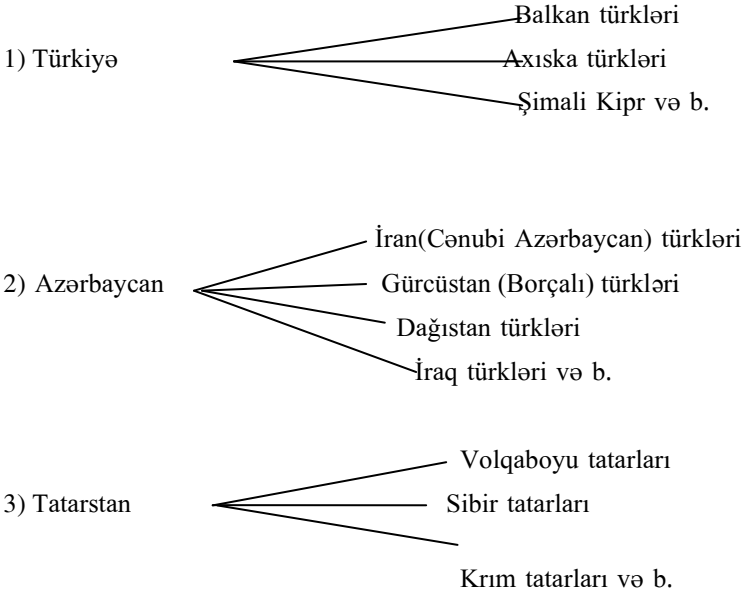 Balkan türkləri
1) Türkiyə
Axıska türkləri
Şimali Kipr və b.
İran(Cənubi Azərbaycan) türkləri
2) Azərbaycan
Gürcüstan (Borçalı) türkləri
Dağıstan türkləri
İraq türkləri və b.
Volqaboyu tatarları
3) Tatarstan
Sibir tatarları
Krım tatarları və b.